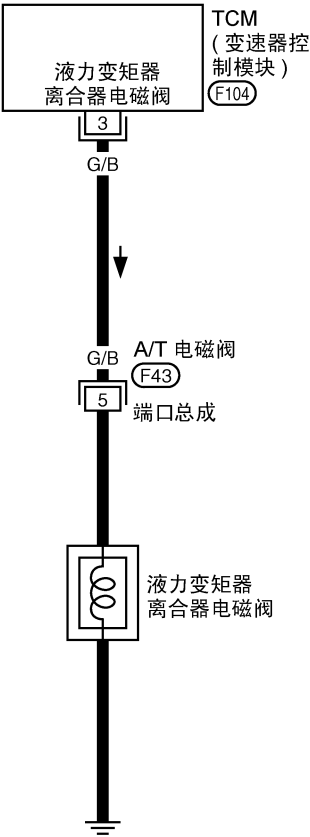 TCM
(变速器控
制模块)
F104
液力变矩器
离合器电磁阀
3
G/B
G/B
A/T 电磁阀
F43
5
端口总成
液力变矩器
离合器电磁阀